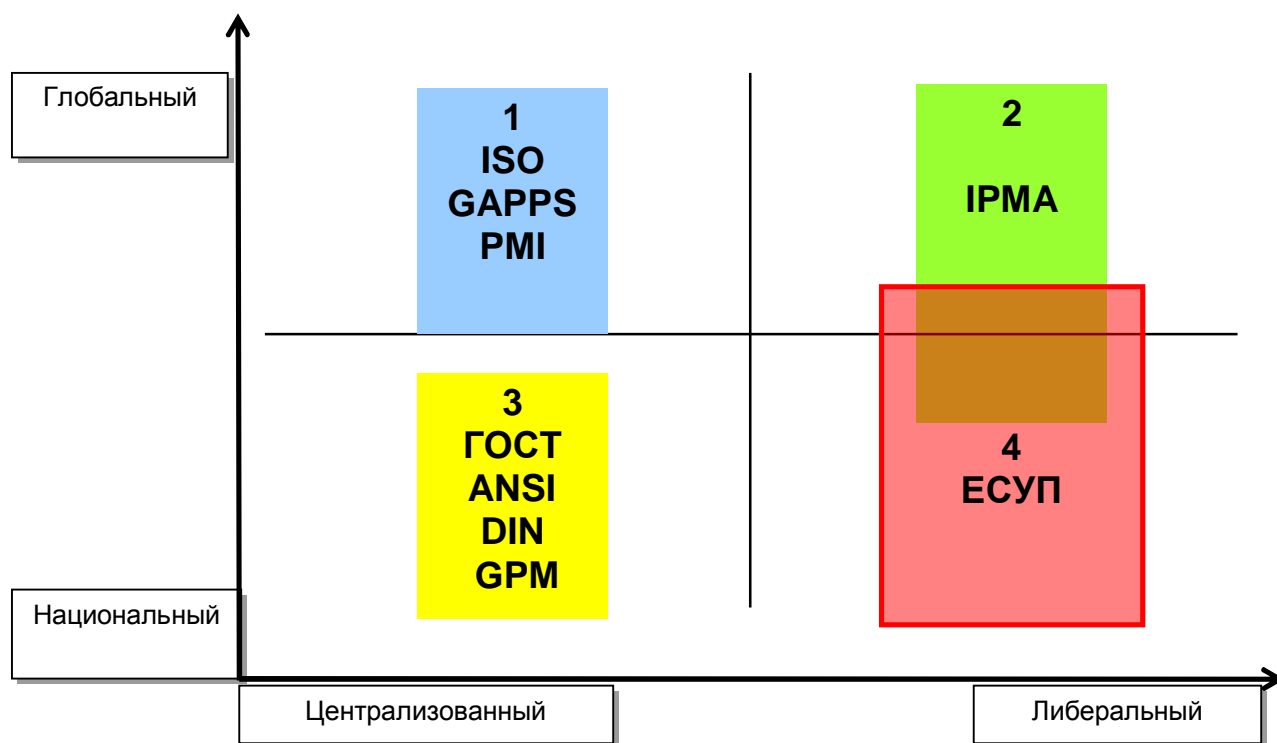 Глобальный
1
ISO
GAPPS
PMI
2
IPMA
3
ГОСТ
ANSI
DIN
GPM
4
ЕСУП
Национальный
Централизованный
Либеральный